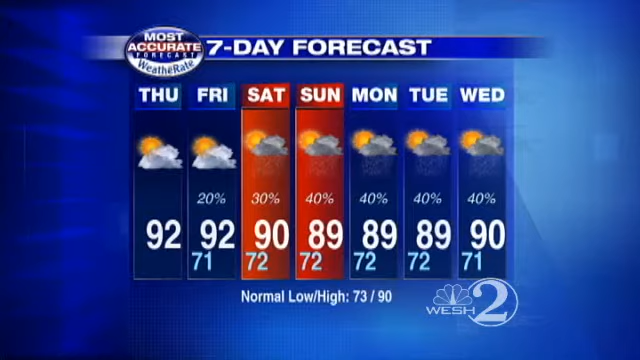 MOST
ACCURATE
FORECAST
WeatheRate
7-DAY FORECAST
THU FRI SAT SUN MON TUE WED
20% 30% 40% 40% 40% 40%
92 92 90 89 89 89 90
71 72 72 72 72 71
Normal Low/High: 73 / 90
WESH 2